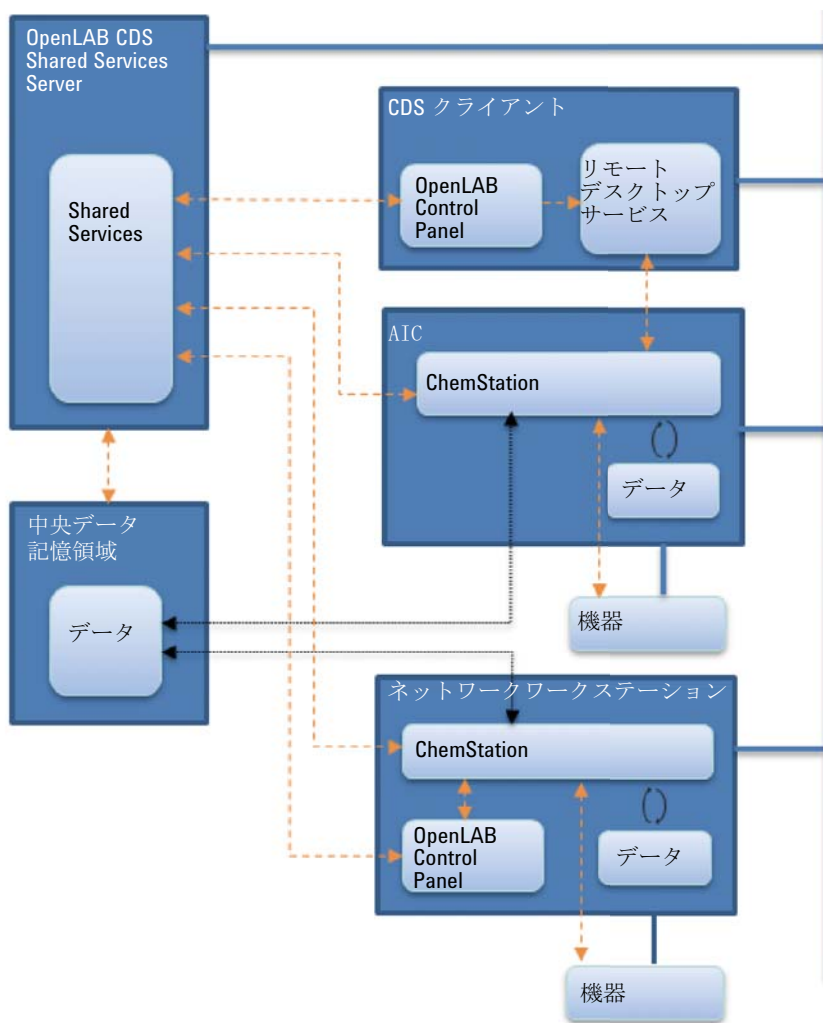 OpenLAB CDS
Shared Services
Server
Shared
Services
CDS クライアント
OpenLAB
Control
Panel
リモート
デスクトップ
サービス
AIC
ChemStation
データ
機器
中央データ
記憶領域
データ
ネットワークワークステーション
ChemStation
OpenLAB
Control
Panel
データ
機器